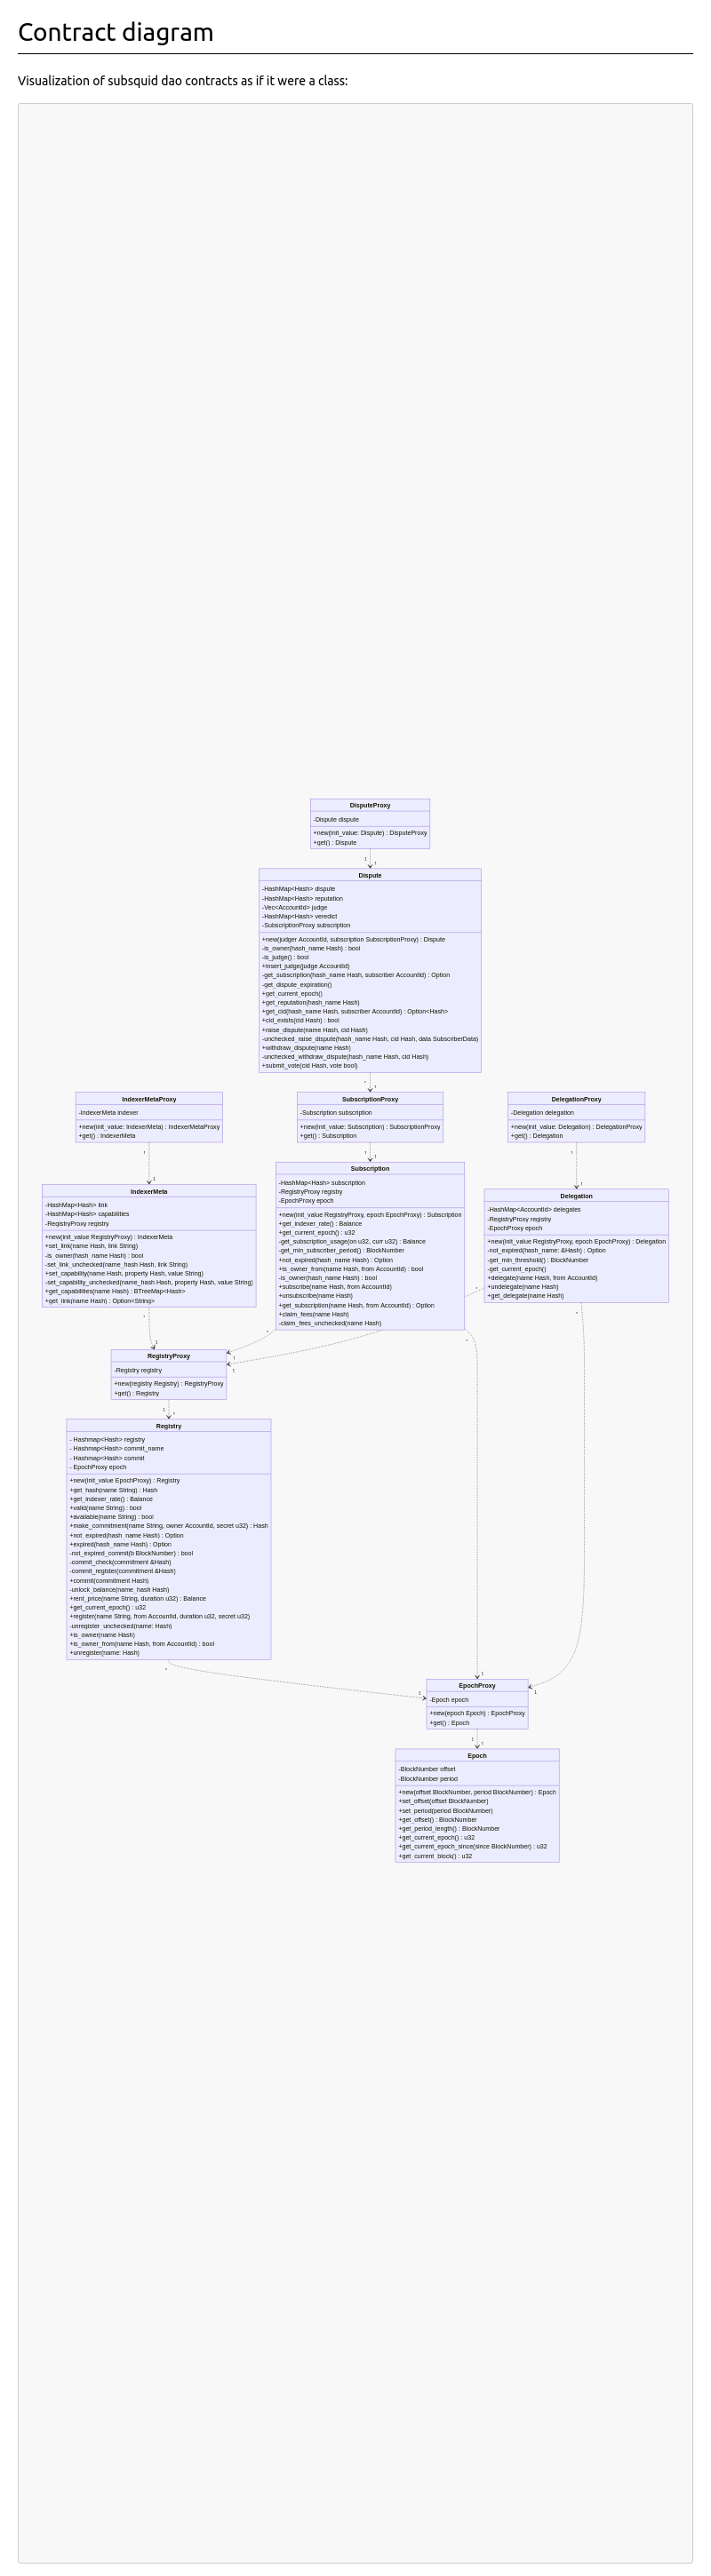 Contract diagram
Visualization of subsquid dao contracts as if it were a class:
DisputeProxy
-Dispute dispute
+new(init_value: Dispute) : DisputeProxy
+get() : Dispute
1
1
Dispute
-HashMap<Hash> dispute
-HashMap<Hash> reputation
-Vec<AccountId> judge
-HashMap<Hash> veredict
-SubscriptionProxy subscription
+new(judger AccountId, subscription SubscriptionProxy) : Dispute
-is_owner(hash_name Hash) : bool
-is_judge() : bool
+insert_judge(judge AccountId)
-get_subscription(hash_name Hash, subscriber AccountId) : Option
-get_dispute_expiration()
+get_current_epoch()
+get_reputation(hash_name Hash)
+get_cid(hash_name Hash, subscriber AccountId) : Option<Hash>
+cid_exists(cid Hash) : bool
+raise_dispute(name Hash, cid Hash)
-unchecked_raise_dispute(hash_name Hash, cid Hash, data SubscriberData)
+withdraw_dispute(name Hash)
-unchecked_withdraw_dispute(hash_name Hash, cid Hash)
+submit_vote(cid Hash, vote bool)
*
1
IndexerMetaProxy
-IndexerMeta indexer
+new(init_value: IndexerMeta) : IndexerMetaProxy
+get() : IndexerMeta
SubscriptionProxy
-Subscription subscription
+new(init_value: Subscription) : SubscriptionProxy
+get() : Subscription
DelegationProxy
-Delegation delegation
+new(init_value: Delegation) : DelegationProxy
+get() : Delegation
1
1
1
1
1
1
IndexerMeta
-HashMap<Hash> link
-HashMap<Hash> capabilities
-RegistryProxy registry
+new(init_value RegistryProxy) : IndexerMeta
+set_link(name Hash, link String)
-is_owner(hash_name Hash) : bool
-set_link_unchecked(name_hash Hash, link String)
+set_capability(name Hash, property Hash, value String)
-set_capability_unchecked(name_hash Hash, property Hash, value String)
+get_capabilities(name Hash) : BTreeMap<Hash>
+get_link(name Hash) : Option<String>
Subscription
-HashMap<Hash> subscription
-RegistryProxy registry
-EpochProxy epoch
+new(init_value RegistryProxy, epoch EpochProxy) : Subscription
+get_indexer_rate() : Balance
+get_current_epoch() : u32
-get_subscription_usage(on u32, curr u32) : Balance
-get_min_subscriber_period() : BlockNumber
+not_expired(hash_name Hash) : Option
+is_owner_from(name Hash, from AccountId) : bool
-is_owner(hash_name Hash) : bool
+subscribe(name Hash, from AccountId)
+unsubscribe(name Hash)
+get_subscription(name Hash, from AccountId) : Option
+claim_fees(name Hash)
-claim_fees_unchecked(name Hash)
Delegation
-HashMap<AccountId> delegates
-RegistryProxy registry
-EpochProxy epoch
+new(init_value RegistryProxy, epoch EpochProxy) : Delegation
-not_expired(hash_name: &Hash) : Option
-get_min_threshold() : BlockNumber
-get_current_epoch()
+delegate(name Hash, from AccountId)
+undelegate(name Hash)
+get_delegate(name Hash)
*
1
*
1
*
1
*
*
RegistryProxy
-Registry registry
+new(registry Registry) : RegistryProxy
+get() : Registry
1
1
Registry
- Hashmap<Hash> registry
- Hashmap<Hash> commit_name
- Hashmap<Hash> commit
- EpochProxy epoch
+new(init_value EpochProxy) : Registry
+get_hash(name String) : Hash
+get_indexer_rate() : Balance
+valid(name String) : bool
+available(name String) : bool
+make_commitment(name String, owner AccountId, secret u32) : Hash
+not_expired(hash_name Hash) : Option
+expired(hash_name Hash) : Option
-not_expired_commit(b BlockNumber) : bool
-commit_check(commitment &Hash)
-commit_register(commitment &Hash)
+commit(commitment Hash)
-unlock_balance(name_hash Hash)
+rent_price(name String, duration u32) : Balance
+get_current_epoch() : u32
+register(name String, from AccountId, duration u32, secret u32)
-unregister_unchecked(name: Hash)
+is_owner(name Hash)
+is_owner_from(name Hash, from AccountId) : bool
+unregister(name: Hash)
*
1
1
1
EpochProxy
-Epoch epoch
+new(epoch Epoch) : EpochProxy
+get() : Epoch
1
1
Epoch
-BlockNumber offset
-BlockNumber period
+new(offset BlockNumber, period BlockNumber) : Epoch
+set_offset(offset BlockNumber)
+set_period(period BlockNumber)
+get_offset() : BlockNumber
+get_period_length() : BlockNumber
+get_current_epoch() : u32
+get_current_epoch_since(since BlockNumber) : u32
+get_current_block() : u32